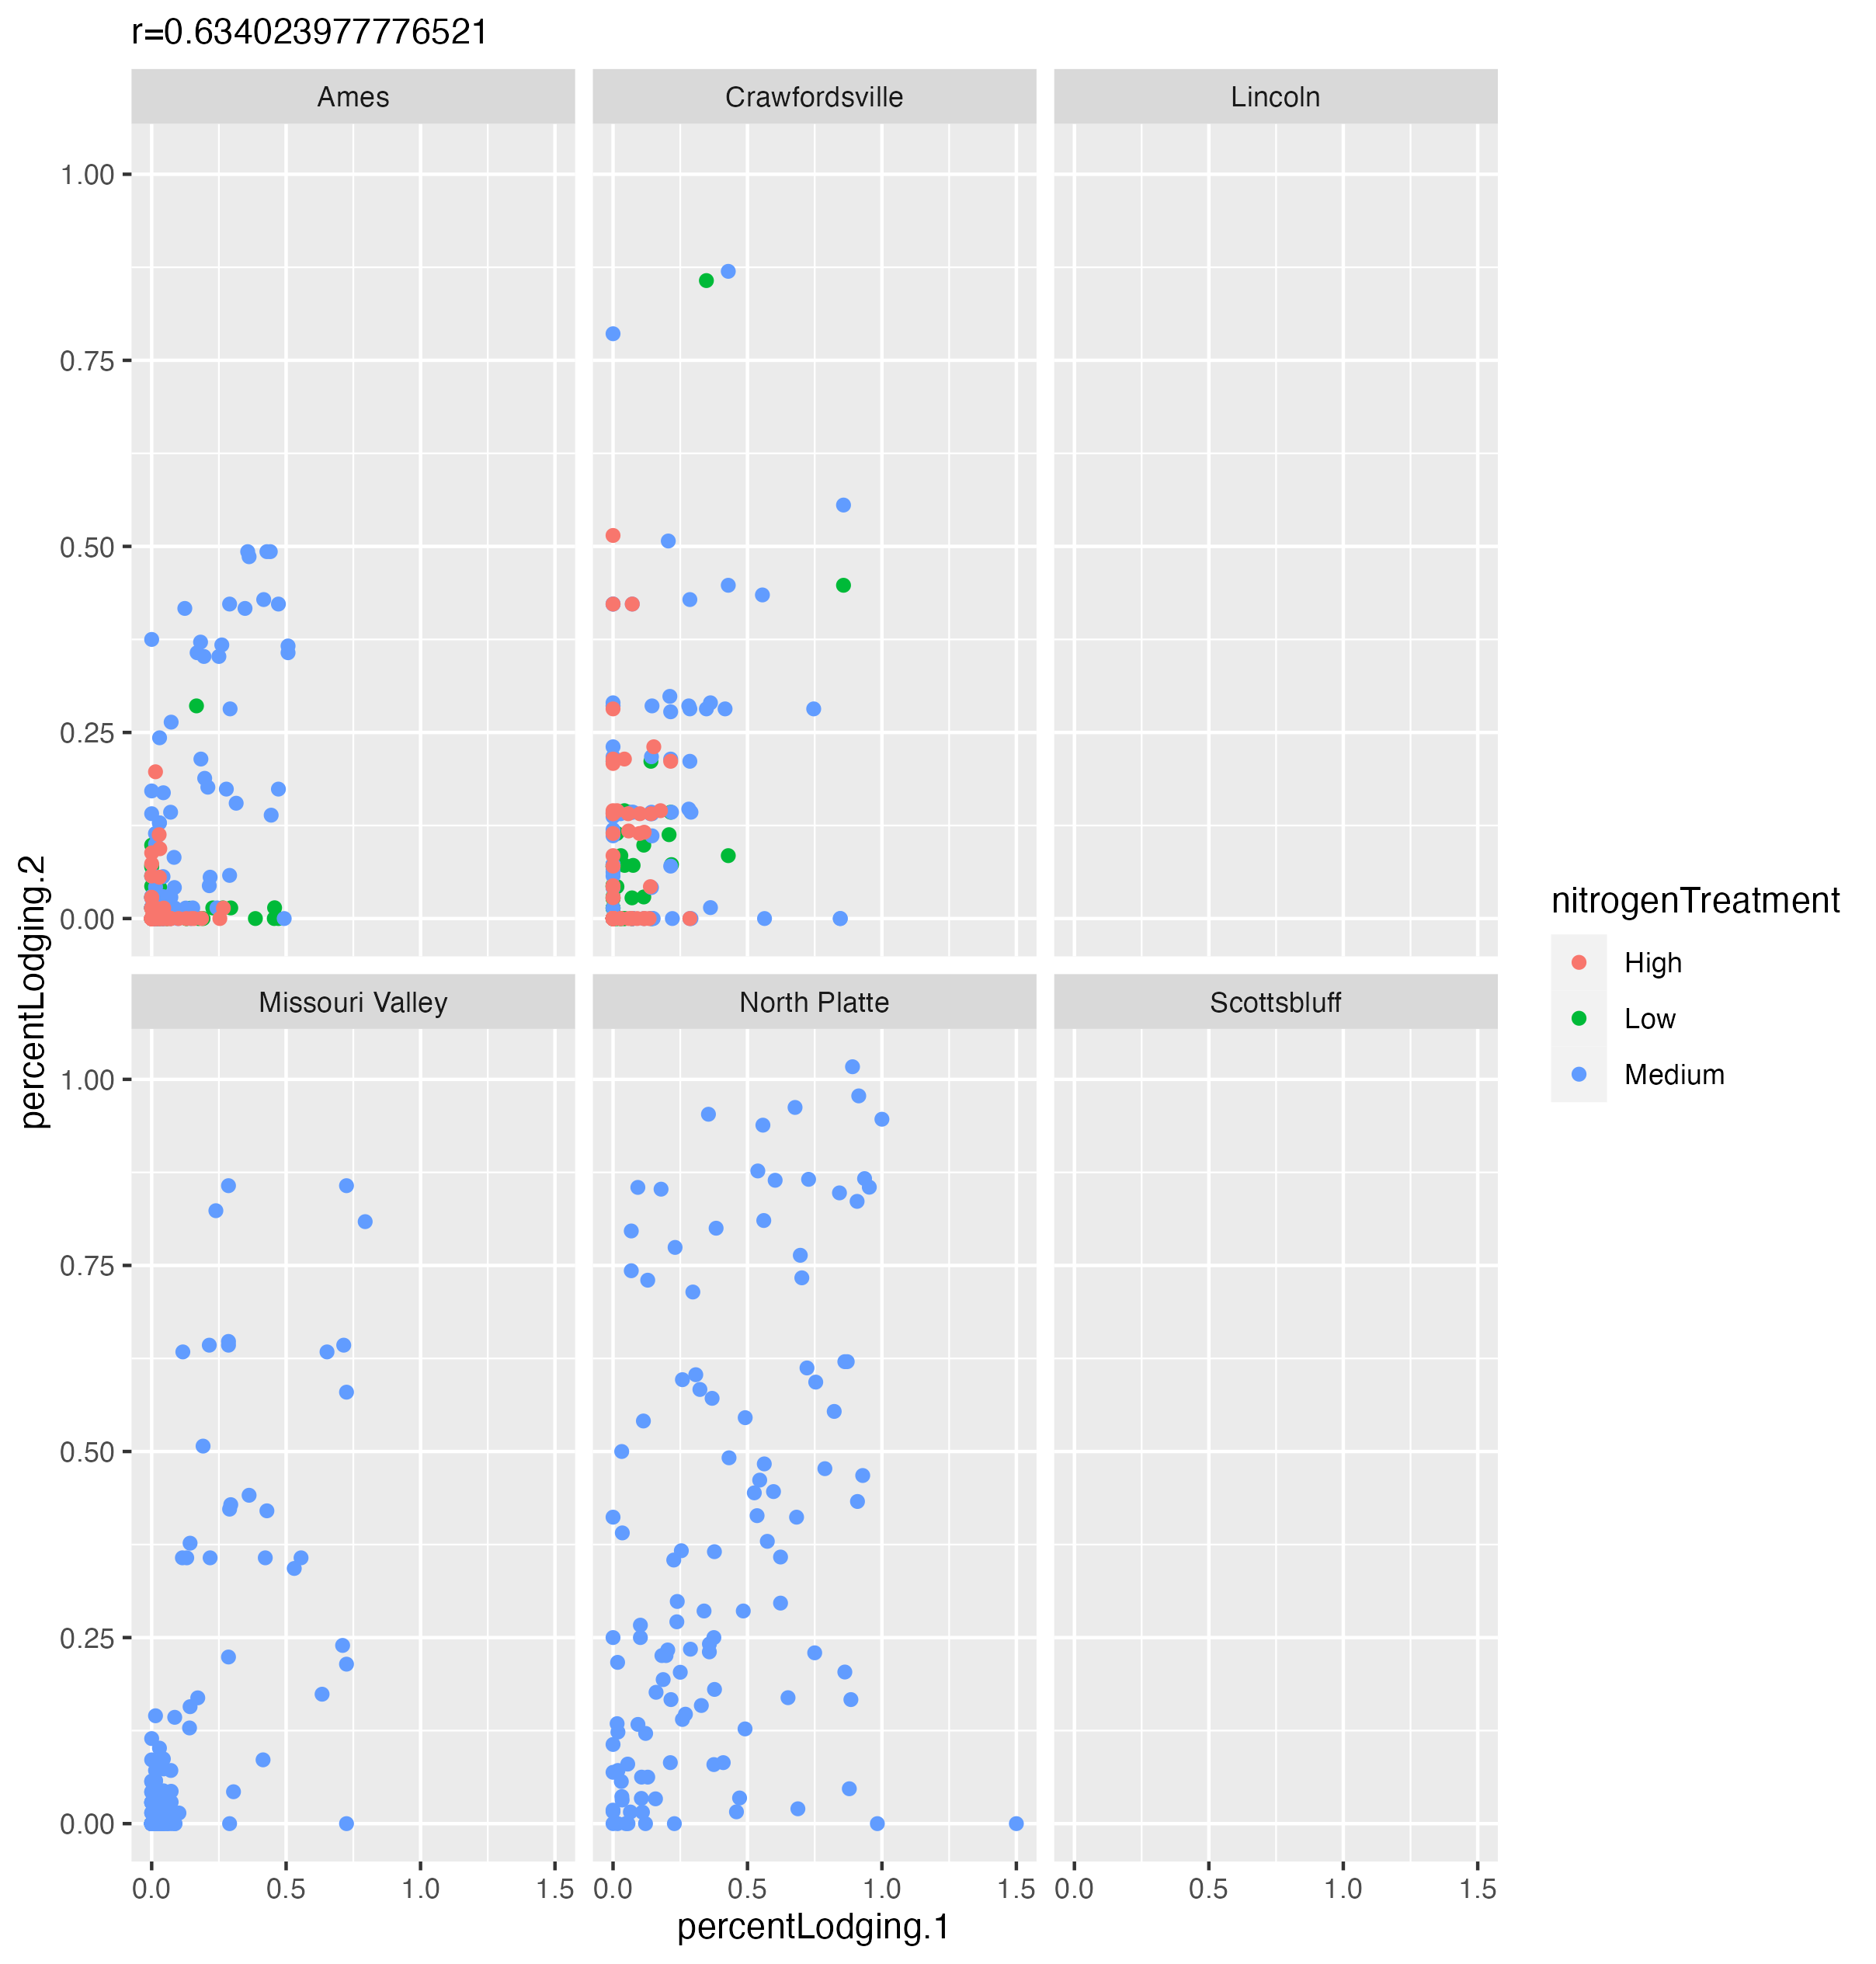 r=0.634023977776521
Ames
Crawfordsville
Lincoln
1.00
0.75
0.50
0.25
0.00
Missouri Valley
North Platte
Scottsbluff
1.00
0.75
0.50
0.25
0.00
0.0 0.5 1.0 1.5
0.0 0.5 1.0 1.5
0.0 0.5 1.0 1.5
percentLodging.1
percentLodging.2
nitrogenTreatment
High
Low
Medium